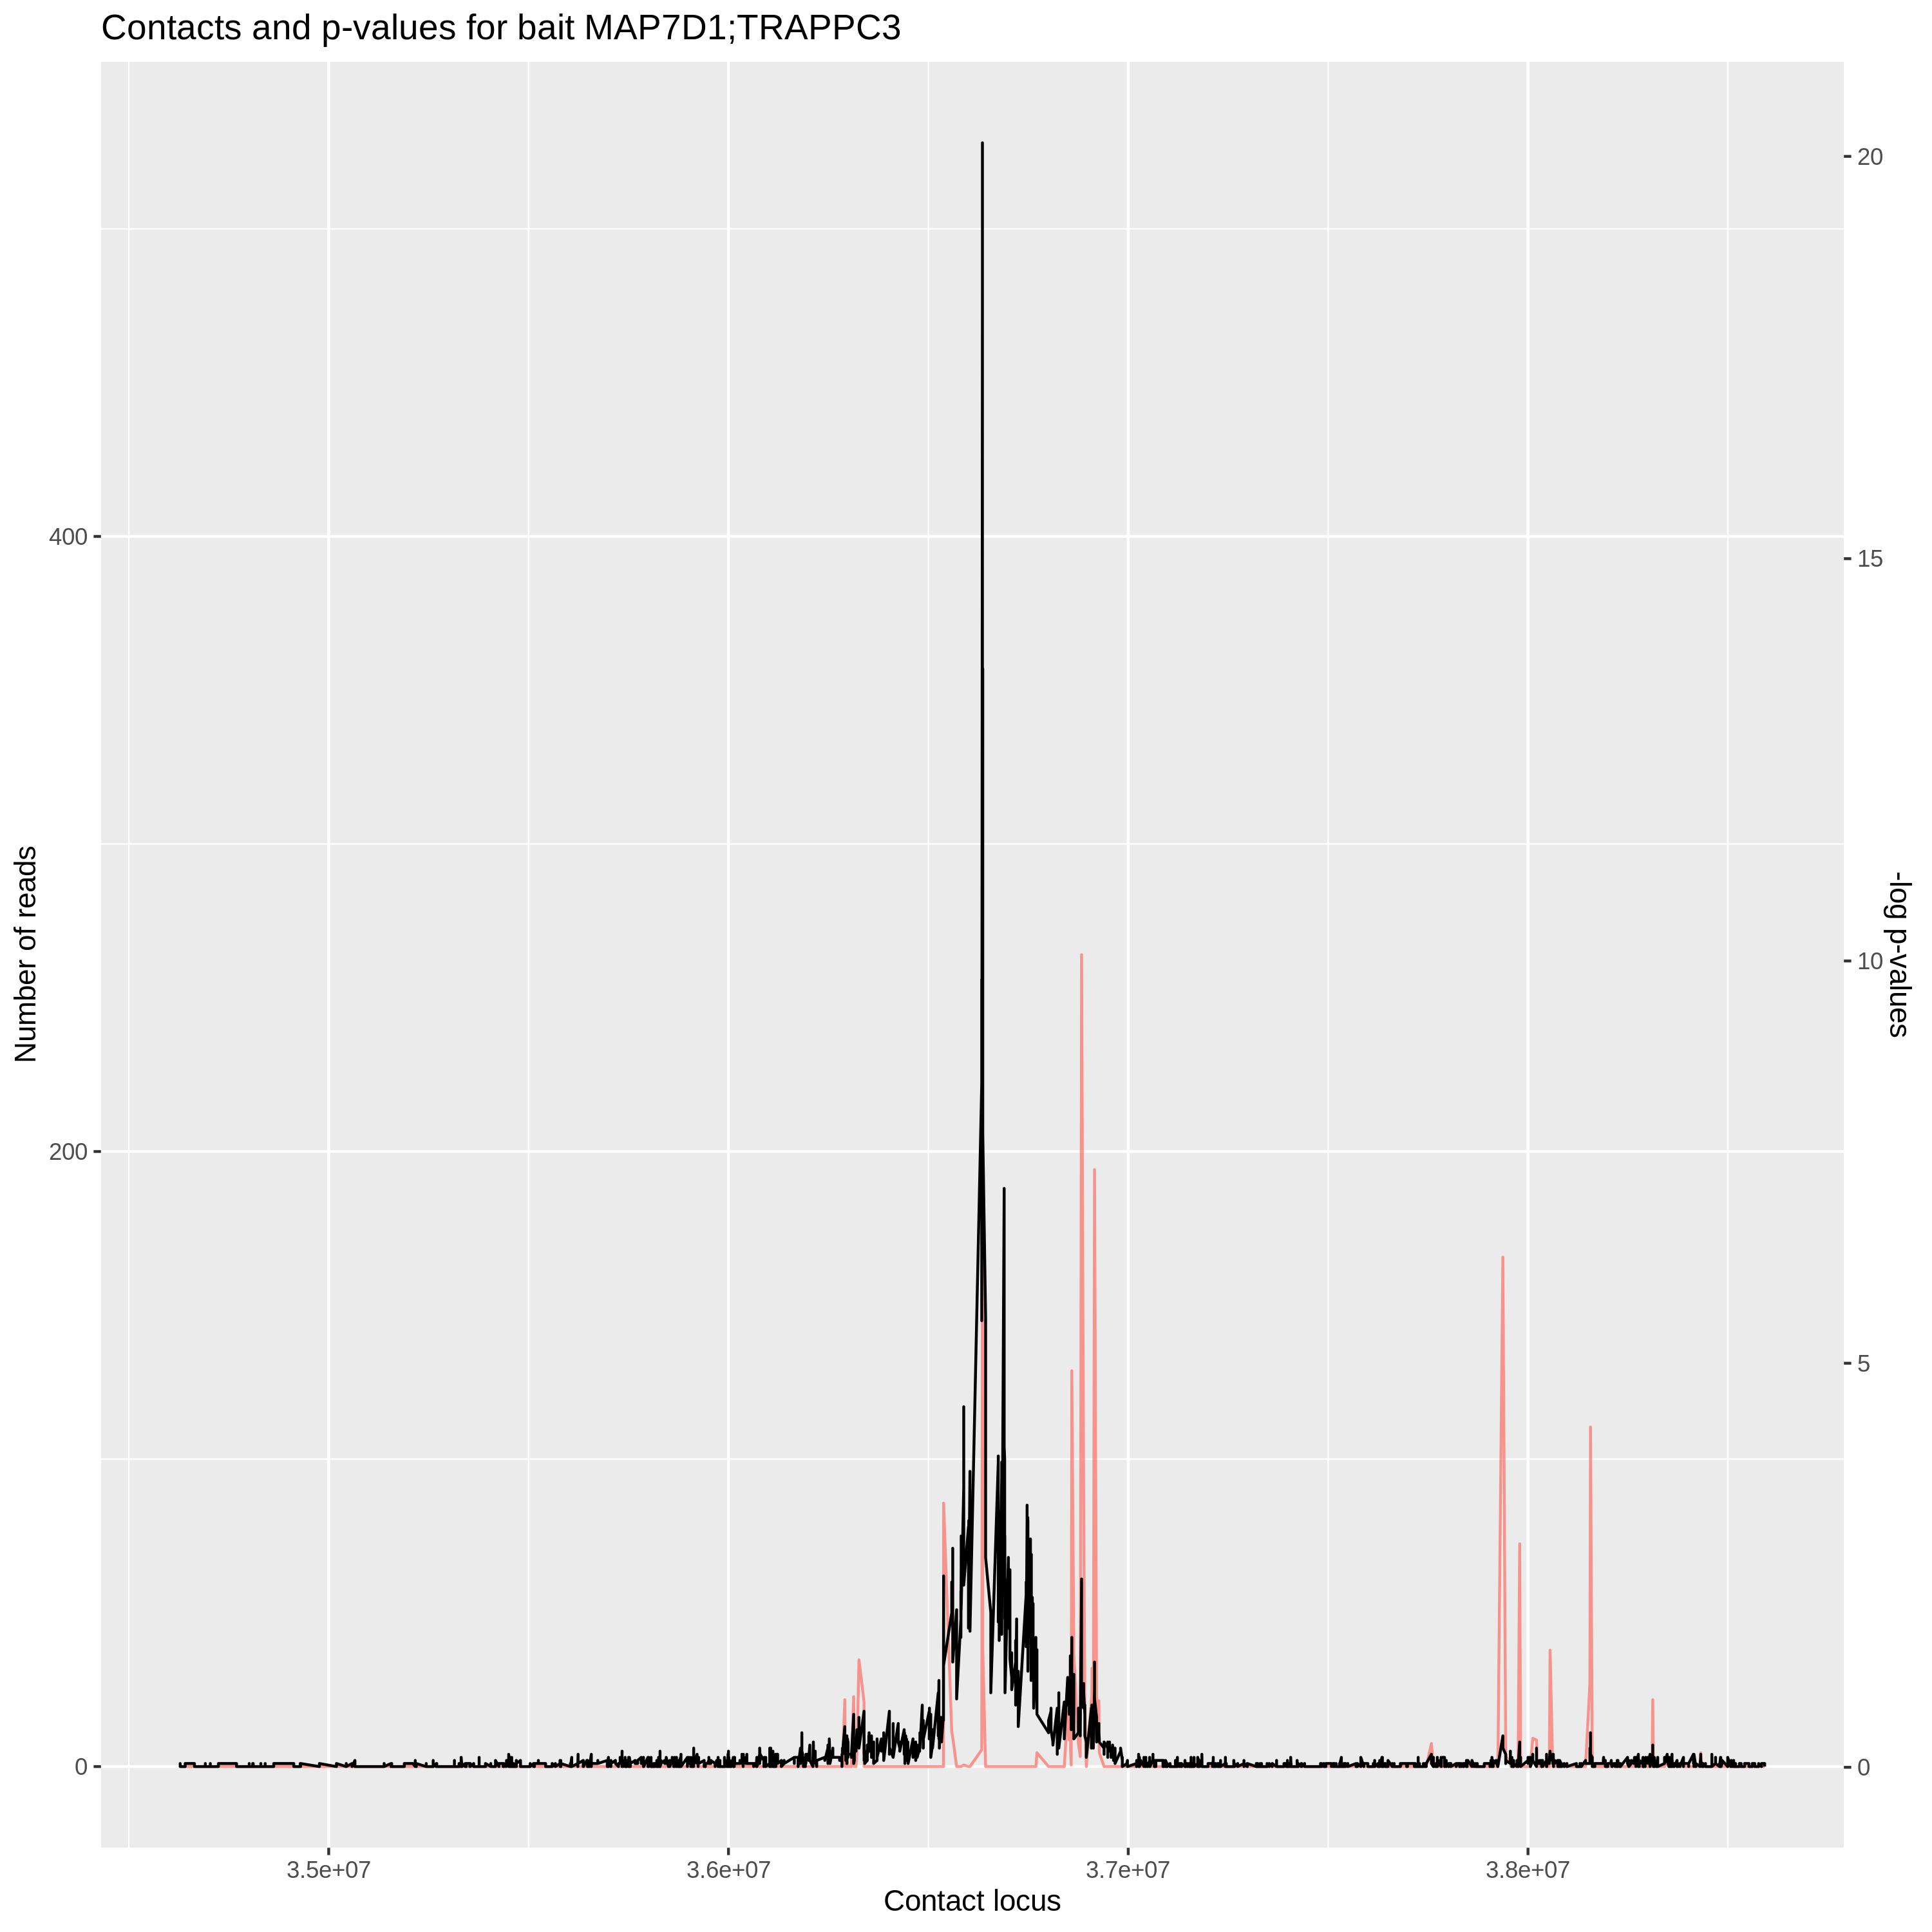 Contacts and p-values for bait MAP7D1;TRAPPC3
20
400
15
Number of reads
-log p-values
10
200
5
0
0
3.5e+07
3.6e+07
3.7e+07
3.8e+07
Contact locus